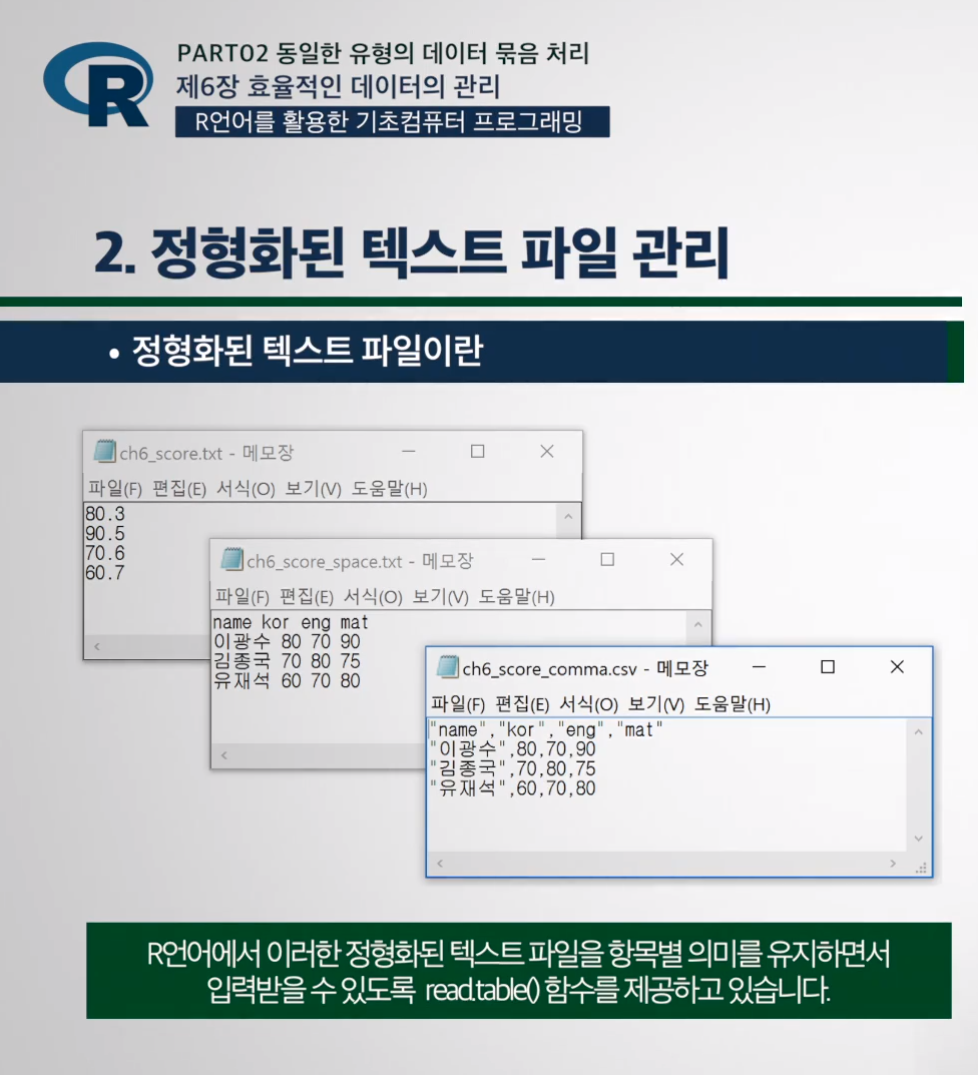 R
PART02 동일한 유형의 데이터 묶음 처리
제6장 효율적인 데이터의 관리
R언어를 활용한 기초컴퓨터 프로그래밍
2. 정형화된 텍스트 파일 관리
• 정형화된 텍스트 파일이란
ch6_score.txt - 메모장
파일(F) 편집(E) 서식(O) 보기(V) 도움말(H)
80.3
90.5
70.6
60.7
ch6_score_space.txt - 메모장
파일(F) 편집(E) 서식(O) 보기(V) 도움말(H)
name kor eng mat
이광수 80 70 90
김종국 70 80 75
유재석 60 70 80
ch6_score_comma.csv - 메모장
파일(F) 편집(E) 서식(O) 보기(V) 도움말(H)
"name","kor","eng","mat"
"이광수",80,70,90
"김종국",70,80,75
"유재석",60,70,80
R언어에서 이러한 정형화된 텍스트 파일을 항목별 의미를 유지하면서
입력받을 수 있도록 read.table() 함수를 제공하고 있습니다.